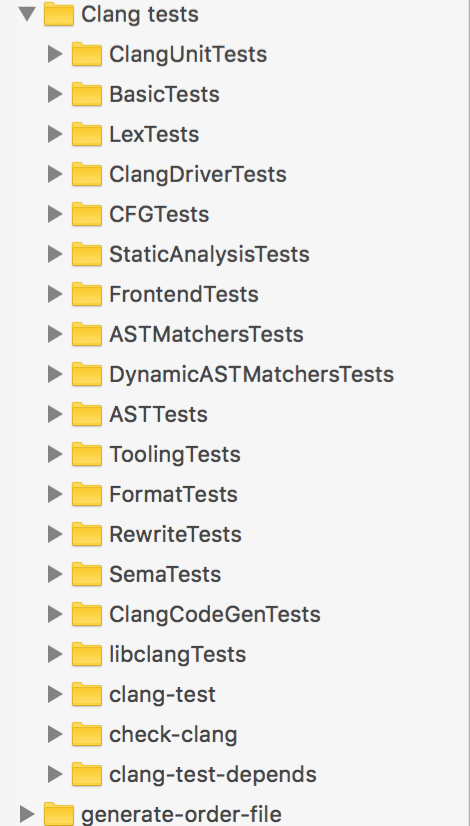 Clang tests
ClangUnitTests
BasicTests
LexTests
ClangDriverTests
CFGTests
StaticAnalysisTests
FrontendTests
ASTMatchersTests
DynamicASTMatchersTests
ASTTests
ToolingTests
FormatTests
RewriteTests
SemaTests
ClangCodeGenTests
libclangTests
clang-test
check-clang
clang-test-depends
generate-order-file